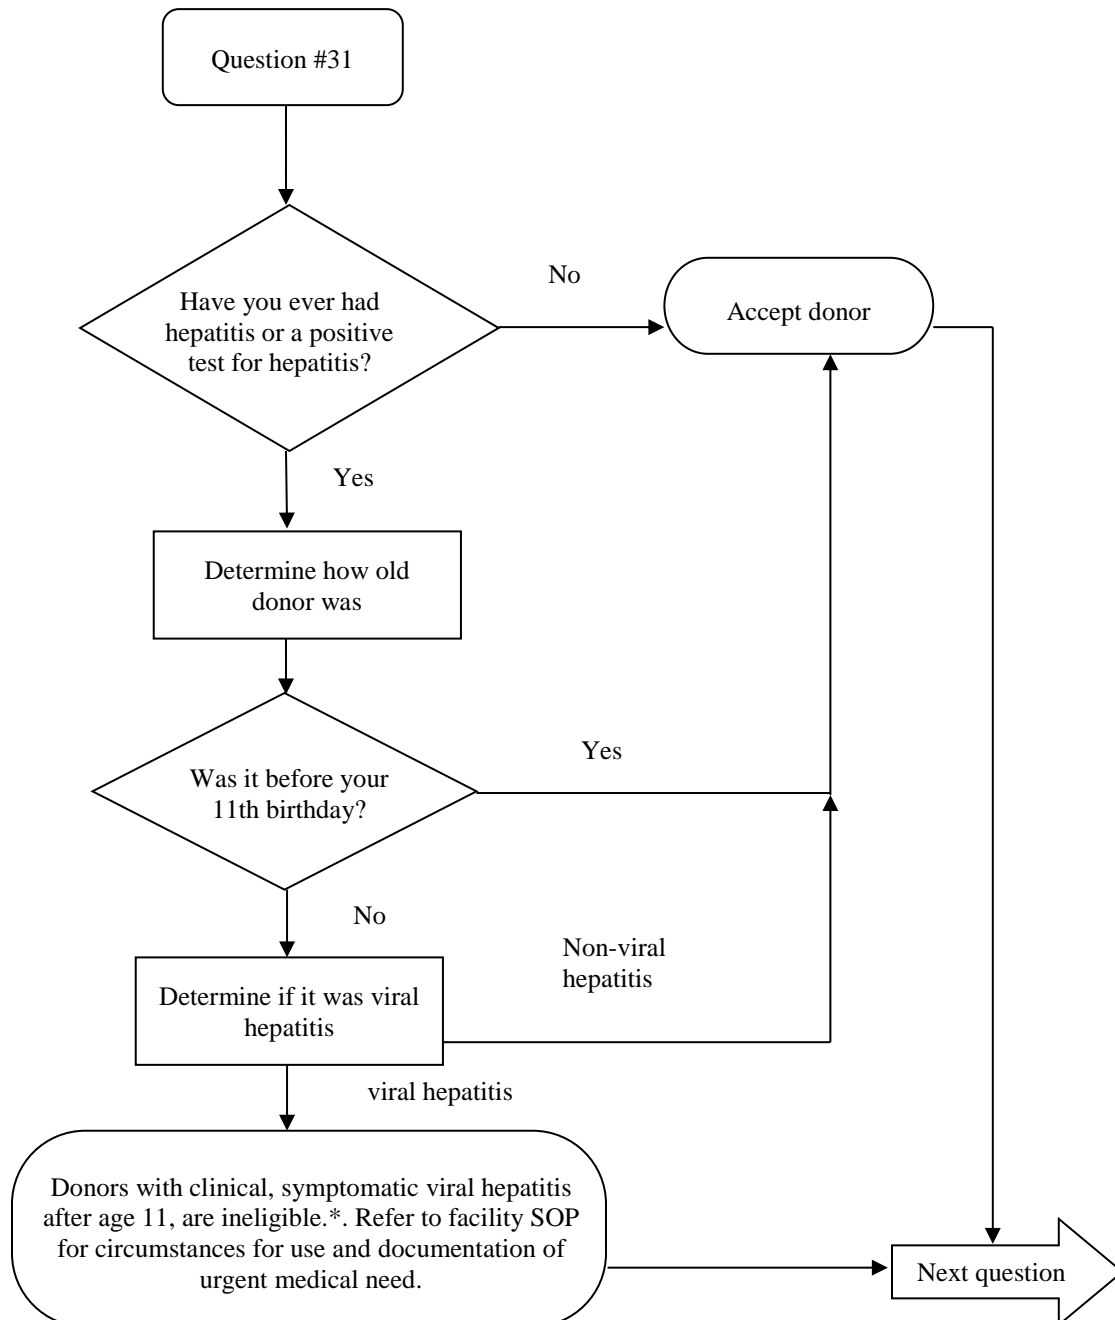 Question #31
Have you ever had
hepatitis or a positive
test for hepatitis?
No
Accept donor
Yes
Determine how old
donor was
Was it before your
11th birthday?
Yes
No
Non-viral
hepatitis
Determine if it was viral
hepatitis
viral hepatitis
Donors with clinical, symptomatic viral hepatitis
after age 11, are ineligible.*. Refer to facility SOP
for circumstances for use and documentation of
urgent medical need.
Next question